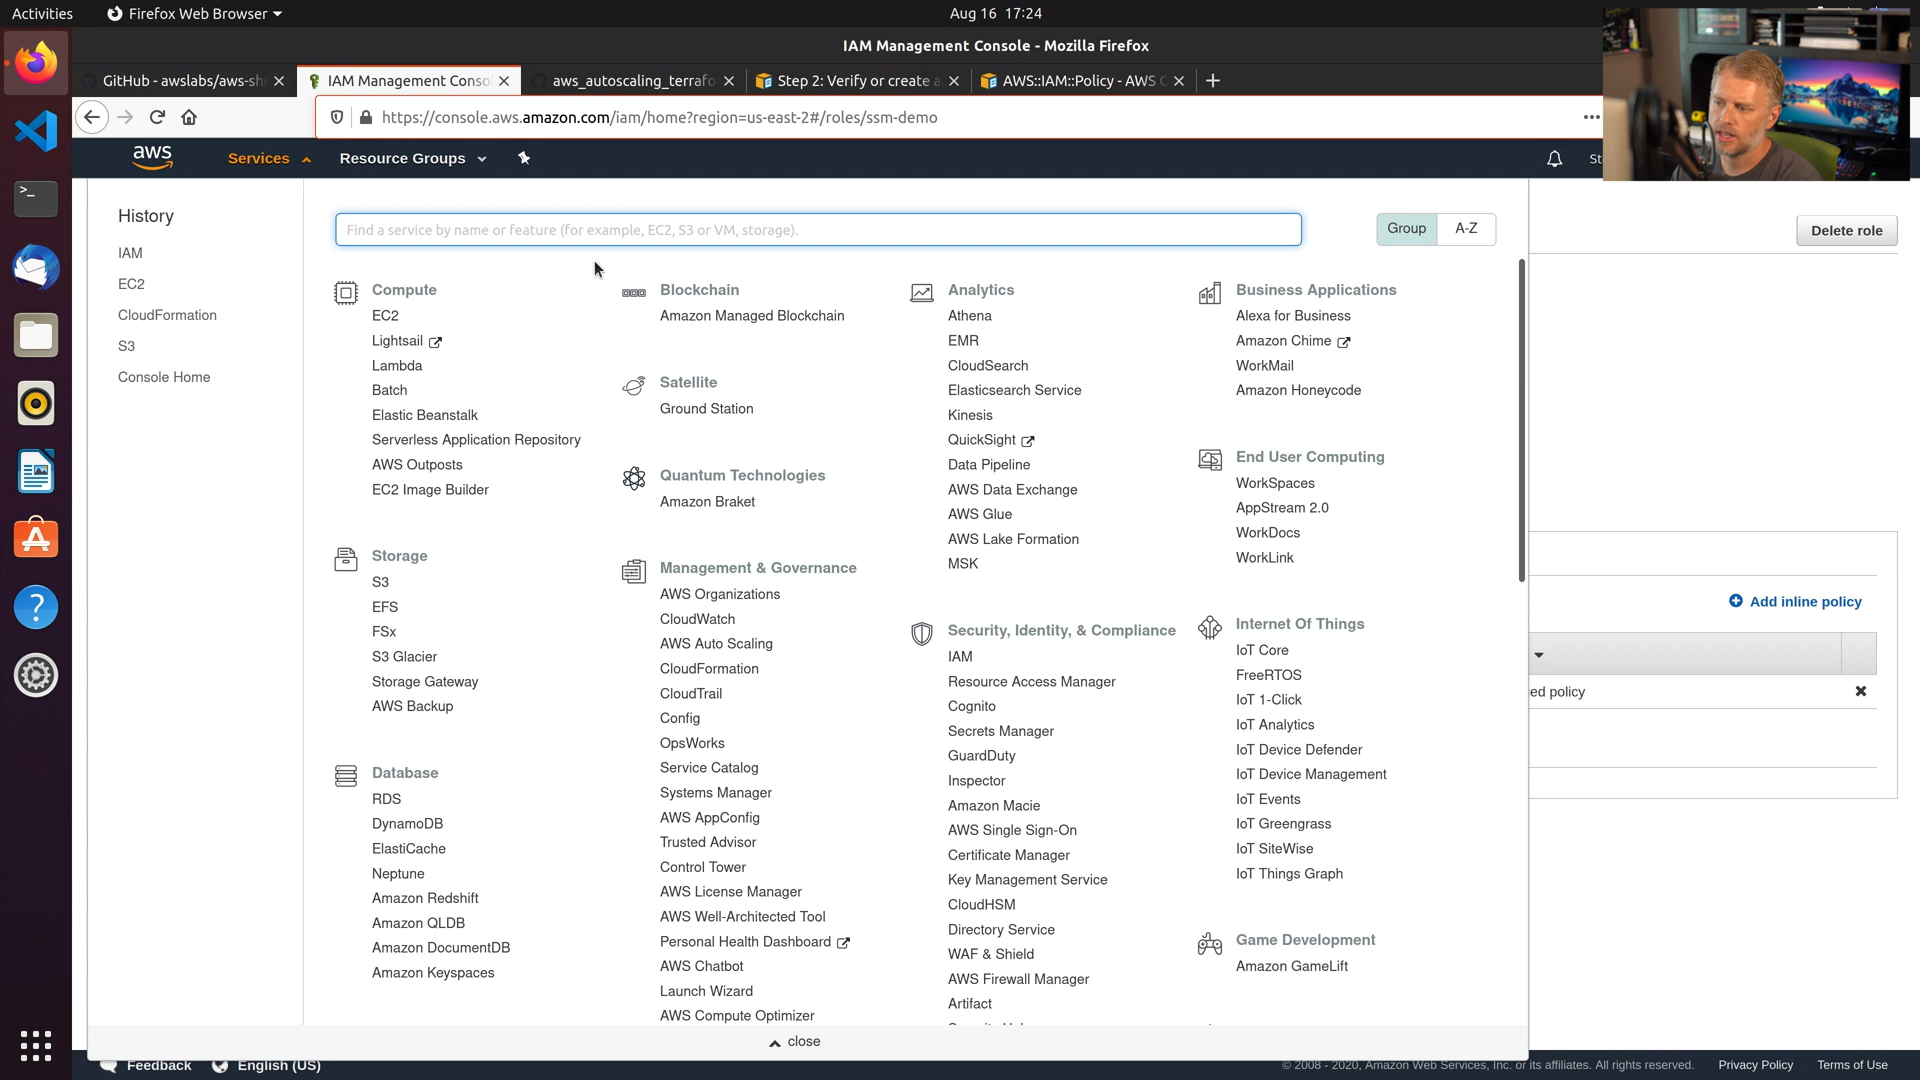 Activities
Firefox Web Browser
Aug 16 17:24
IAM Management Console - Mozilla Firefox
GitHub - awslabs/aws-sh
IAM Management Conso
aws_autoscaling_terrafo
Step 2: Verify or create a
AWS::IAM::Policy - AWS C
https://console.aws.amazon.com/iam/home?region=us-east-2#/roles/ssm-demo
aws
Services
Resource Groups
St
History
IAM
EC2
CloudFormation
S3
Console Home
Find a service by name or feature (for example, EC2, S3 or VM, storage).
Group
A-Z
Delete role
Compute
EC2
Lightsail
Lambda
Batch
Elastic Beanstalk
Serverless Application Repository
AWS Outposts
EC2 Image Builder
Storage
S3
EFS
FSx
S3 Glacier
Storage Gateway
AWS Backup
Database
RDS
DynamoDB
ElastiCache
Neptune
Amazon Redshift
Amazon QLDB
Amazon DocumentDB
Amazon Keyspaces
Blockchain
Amazon Managed Blockchain
Satellite
Ground Station
Quantum Technologies
Amazon Braket
Management & Governance
AWS Organizations
CloudWatch
AWS Auto Scaling
CloudFormation
CloudTrail
Config
OpsWorks
Service Catalog
Systems Manager
AWS AppConfig
Trusted Advisor
Control Tower
AWS License Manager
AWS Well-Architected Tool
Personal Health Dashboard
AWS Chatbot
Launch Wizard
AWS Compute Optimizer
Analytics
Athena
EMR
CloudSearch
Elasticsearch Service
Kinesis
QuickSight
Data Pipeline
AWS Data Exchange
AWS Glue
AWS Lake Formation
MSK
Security, Identity, & Compliance
IAM
Resource Access Manager
Cognito
Secrets Manager
GuardDuty
Inspector
Amazon Macie
AWS Single Sign-On
Certificate Manager
Key Management Service
CloudHSM
Directory Service
WAF & Shield
AWS Firewall Manager
Artifact
Business Applications
Alexa for Business
Amazon Chime
WorkMail
Amazon Honeycode
End User Computing
WorkSpaces
AppStream 2.0
WorkDocs
WorkLink
Internet Of Things
IoT Core
FreeRTOS
IoT 1-Click
IoT Analytics
IoT Device Defender
IoT Device Management
IoT Events
IoT Greengrass
IoT SiteWise
IoT Things Graph
Game Development
Amazon GameLift
Add inline policy
ed policy
close
Feedback
English (US)
© 2008 - 2020, Amazon Web Services, Inc. or its affiliates. All rights reserved.
Privacy Policy
Terms of Use